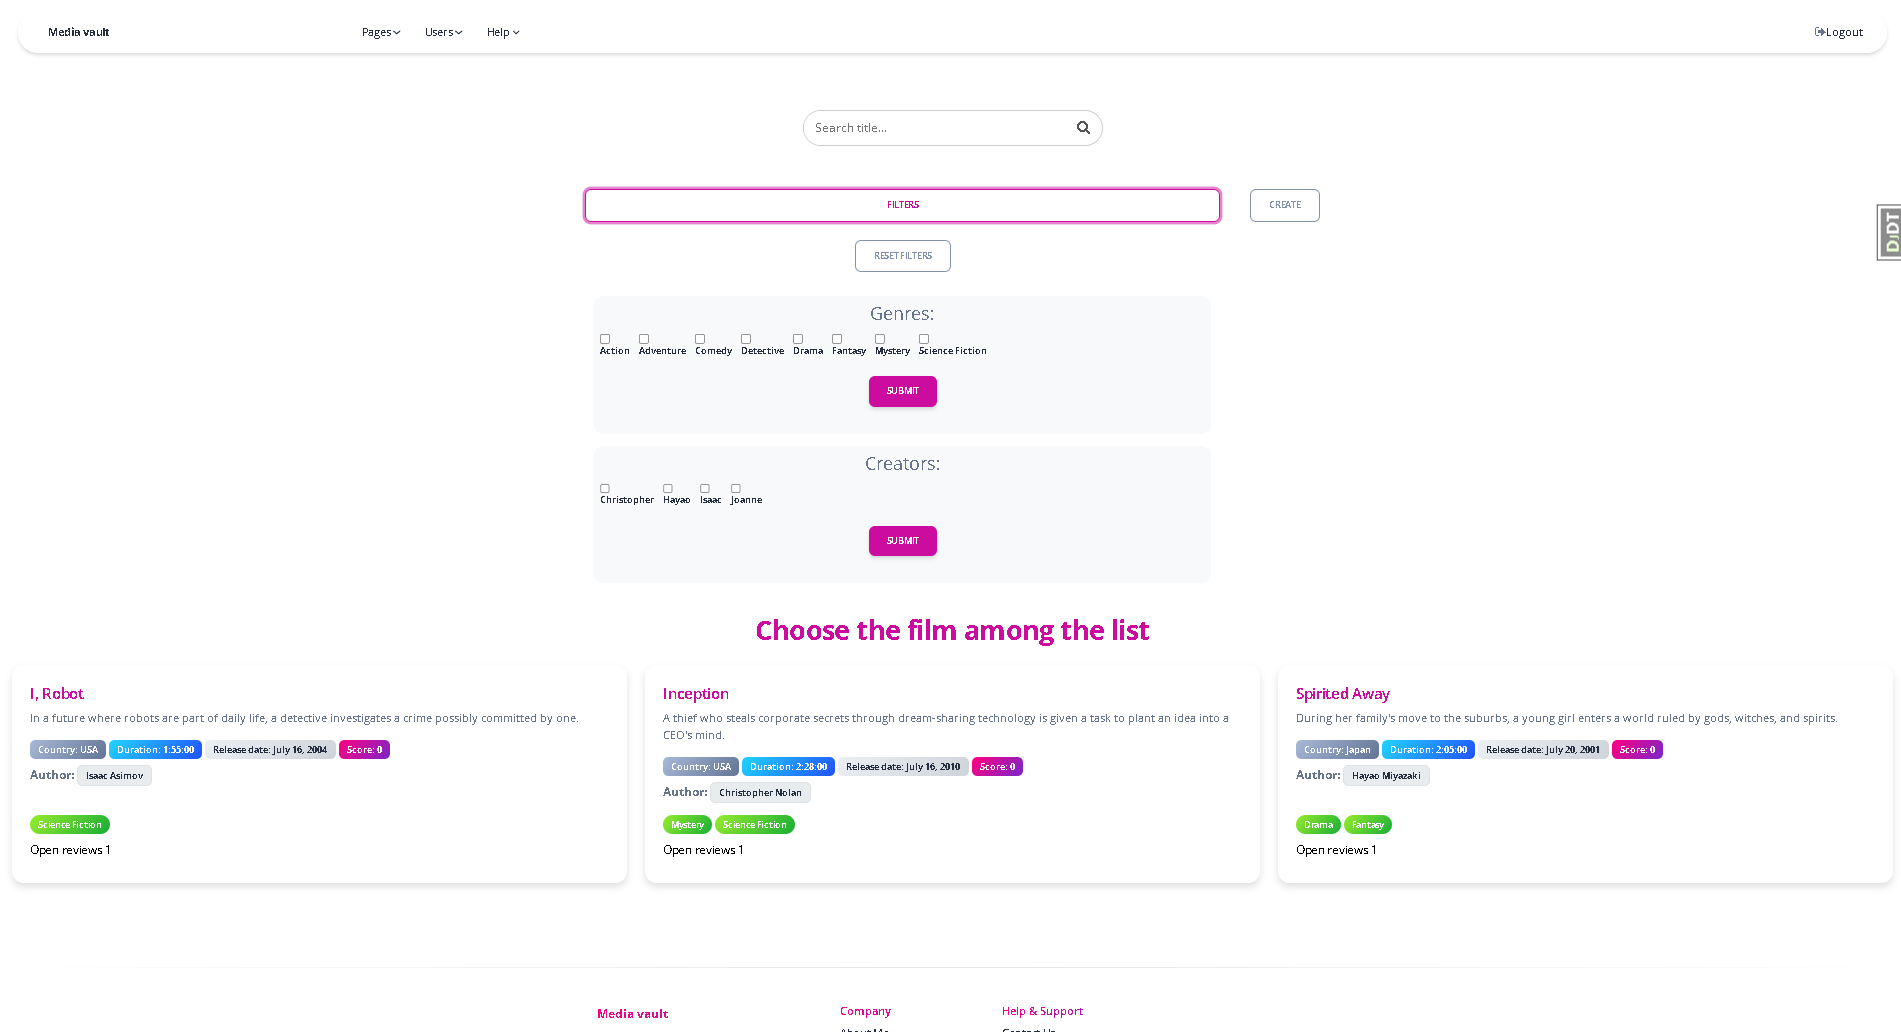 Media vault Pages Users Help Logout
Search title...
FILTERS CREATE
DJDT
RESET FILTERS
Genres:
Action Adventure Comedy Detective Drama Fantasy Mystery Science Fiction
SUBMIT
Creators:
Christopher Hayao Isaac Joanne
SUBMIT
Choose the film among the list
I, Robot
In a future where robots are part of daily life, a detective investigates a crime possibly committed by one.
Country: USA Duration: 1:55:00 Release date: July 16, 2004 Score: 0
Author: Isaac Asimov
Science Fiction
Open reviews 1
Inception
A thief who steals corporate secrets through dream-sharing technology is given a task to plant an idea into a
CEO's mind.
Country: USA Duration: 2:28:00 Release date: July 16, 2010 Score: 0
Author: Christopher Nolan
Mystery Science Fiction
Open reviews 1
Spirited Away
During her family's move to the suburbs, a young girl enters a world ruled by gods, witches, and spirits.
Country: Japan Duration: 2:05:00 Release date: July 20, 2001 Score: 0
Author: Hayao Miyazaki
Drama Fantasy
Open reviews 1
Media vault Company Help & Support
About Me Contact Us